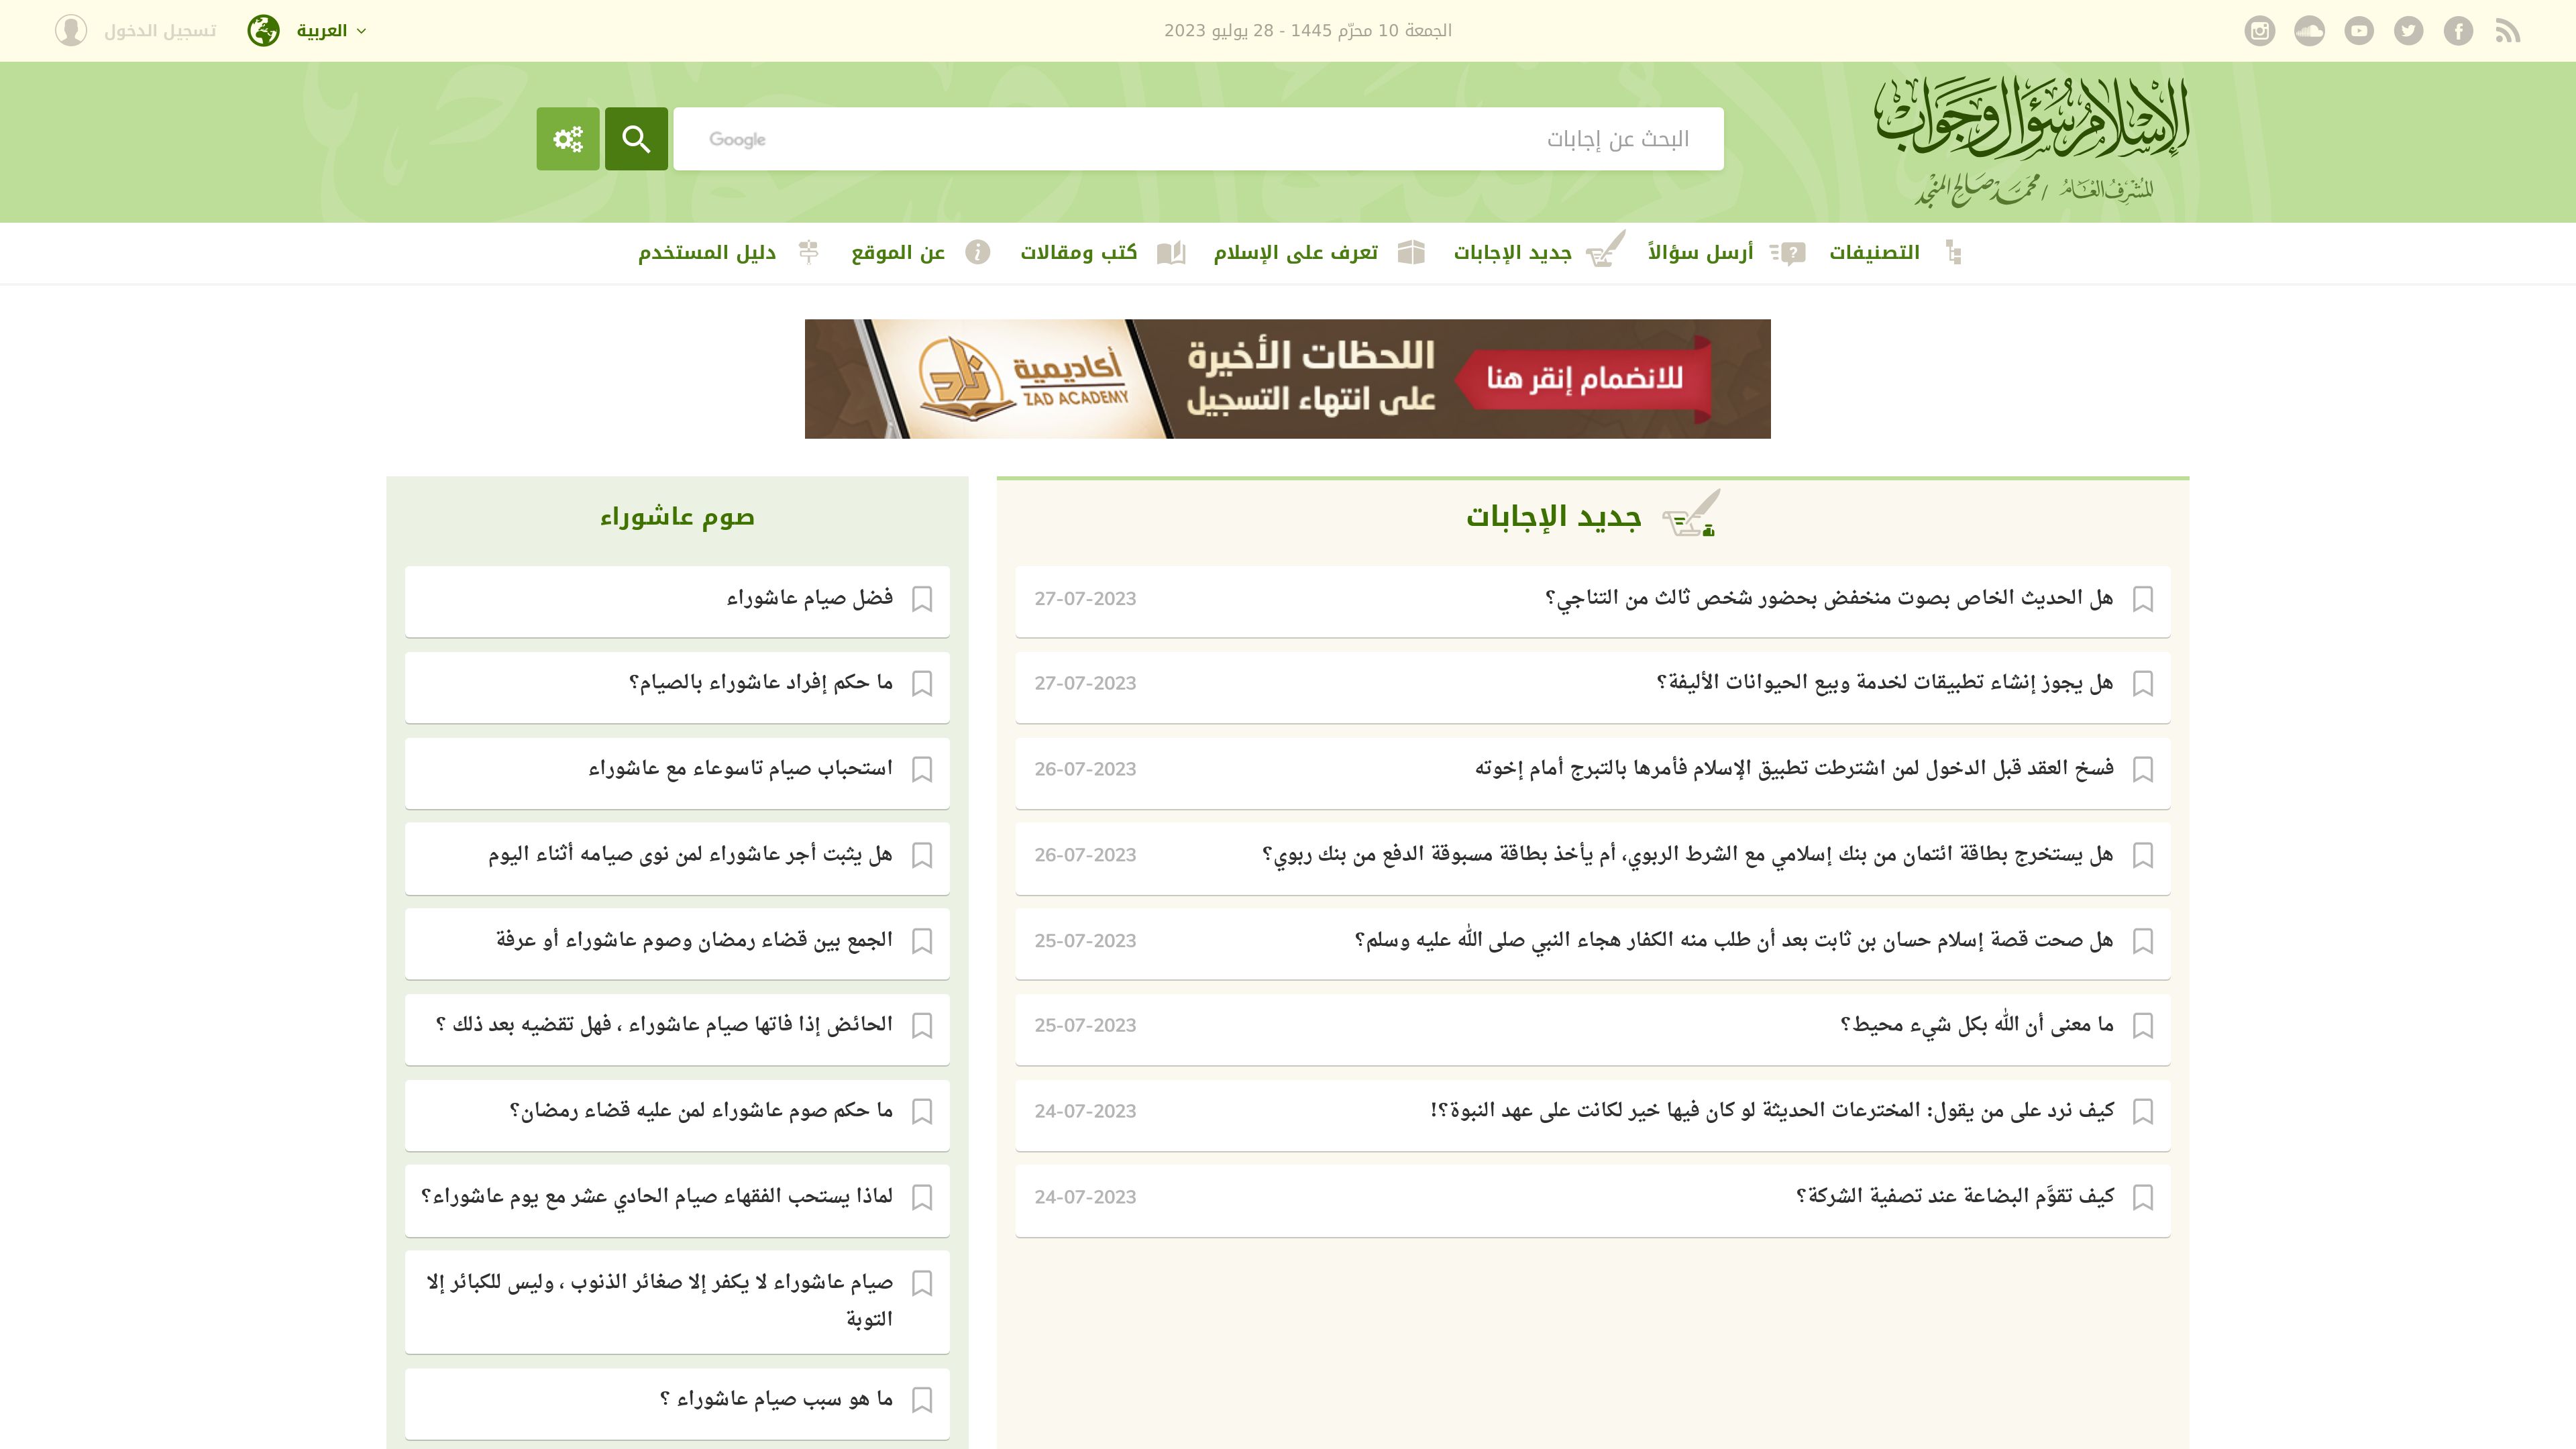 الجمعة 10 محرّم 1445 - 28 يوليو 2023
العربية
تسجيل الدخول
الإسلام سؤال وجواب
للمشرف العام / محمد صالح المنجد
البحث عن إجابات
Google
التصنيفات
أرسل سؤالاً
جديد الإجابات
تعرف على الإسلام
كتب ومقالات
عن الموقع
دليل المستخدم
للانضمام إنقر هنا
اللحظات الأخيرة
على انتهاء التسجيل
أكاديمية
زاد
ZAD ACADEMY
جديد الإجابات
هل الحديث الخاص بصوت منخفض بحضور شخص ثالث من التناجي؟ 27-07-2023
هل يجوز إنشاء تطبيقات لخدمة وبيع الحيوانات الأليفة؟ 27-07-2023
فسخ العقد قبل الدخول لمن اشترطت تطبيق الإسلام فأمرها بالتبرج أمام إخوته 26-07-2023
هل يستخرج بطاقة ائتمان من بنك إسلامي مع الشرط الربوي، أم يأخذ بطاقة مسبوقة الدفع من بنك ربوي؟ 26-07-2023
هل صحت قصة إسلام حسان بن ثابت بعد أن طلب منه الكفار هجاء النبي صلى الله عليه وسلم؟ 25-07-2023
ما معنى أن الله بكل شيء محيط؟ 25-07-2023
كيف نرد على من يقول: المخترعات الحديثة لو كان فيها خير لكانت على عهد النبوة؟! 24-07-2023
كيف تقوَّم البضاعة عند تصفية الشركة؟ 24-07-2023
صوم عاشوراء
فضل صيام عاشوراء
ما حكم إفراد عاشوراء بالصيام؟
استحباب صيام تاسوعاء مع عاشوراء
هل يثبت أجر عاشوراء لمن نوى صيامه أثناء اليوم
الجمع بين قضاء رمضان وصوم عاشوراء أو عرفة
الحائض إذا فاتها صيام عاشوراء ، فهل تقضيه بعد ذلك ؟
ما حكم صوم عاشوراء لمن عليه قضاء رمضان؟
لماذا يستحب الفقهاء صيام الحادي عشر مع يوم عاشوراء؟
صيام عاشوراء لا يكفر إلا صغائر الذنوب ، وليس للكبائر إلا
التوبة
ما هو سبب صيام عاشوراء ؟